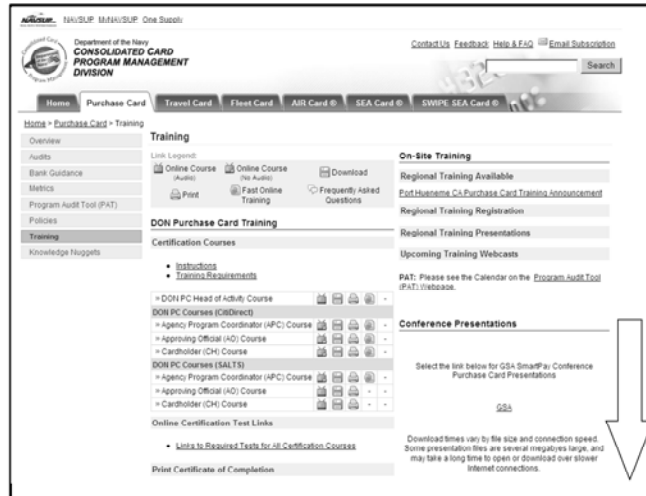 NAVSUP NAVSUP MyNAVSUP One Supply
Department of the Navy
CONSOLIDATED CARD
PROGRAM MANAGEMENT
DIVISION
Contact Us Feedback Help & FAQ Email Subscription
Search
Home Purchase Card Travel Card Fleet Card AIR Card ® SEA Card ® SWIPE SEA Card ®
Home > Purchase Card > Training
Overview
Audits
Bank Guidance
Metrics
Program Audit Tool (PAT)
Policies
Training
Knowledge Nuggets
Training
Link Legend:
Online Course
(Audio)
Online Course
(No Audio)
Download
Print
Fast Online
Training
Frequently Asked
Questions
DON Purchase Card Training
Certification Courses
• Instructions
• Training Requirements
» DON PC Head of Activity Course -
DON PC Courses (CitiDirect)
» Agency Program Coordinator (APC) Course -
» Approving Official (AO) Course -
» Cardholder (CH) Course -
DON PC Courses (SALTS)
» Agency Program Coordinator (APC) Course -
» Approving Official (AO) Course - -
» Cardholder (CH) Course - -
Online Certification Test Links
• Links to Required Tests for All Certification Courses
Print Certificate of Completion
On-Site Training
Regional Training Available
Port Hueneme CA Purchase Card Training Announcement
Regional Training Registration
Regional Training Presentations
Upcoming Training Webcasts
PAT: Please see the Calendar on the Program Audit Tool
(PAT) Webpage.
Conference Presentations
Select the link below for GSA SmartPay Conference
Purchase Card Presentations
GSA
Download times vary by file size and connection speed.
Some presentation files are several megabytes large, and
may take a long time to open or download over slower
Internet connections.